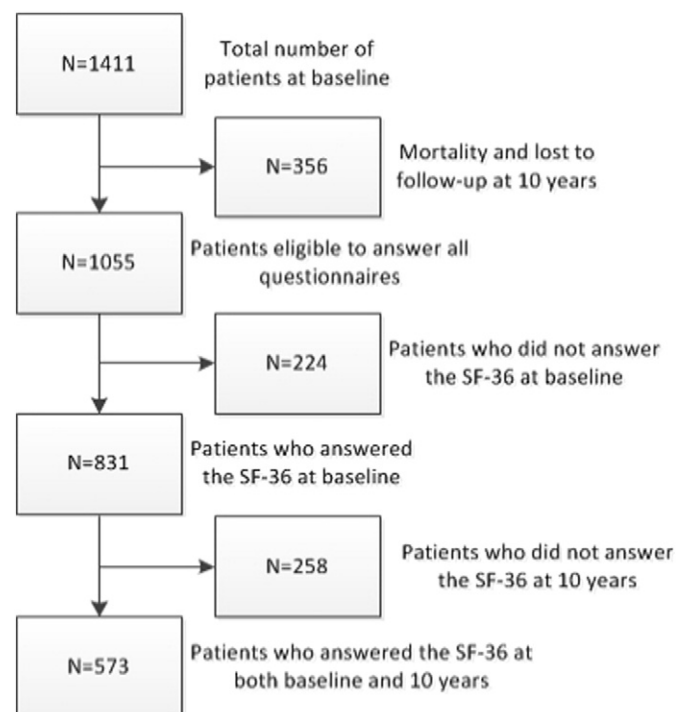 N=1411
Total number of
patients at baseline
N=356
Mortality and lost to
follow-up at 10 years
N=1055
Patients eligible to answer all
questionnaires
N=224
Patients who did not answer
the SF-36 at baseline
N=831
Patients who answered
the SF-36 at baseline
N=258
Patients who did not answer
the SF-36 at 10 years
N=573
Patients who answered the SF-36 at
both baseline and 10 years